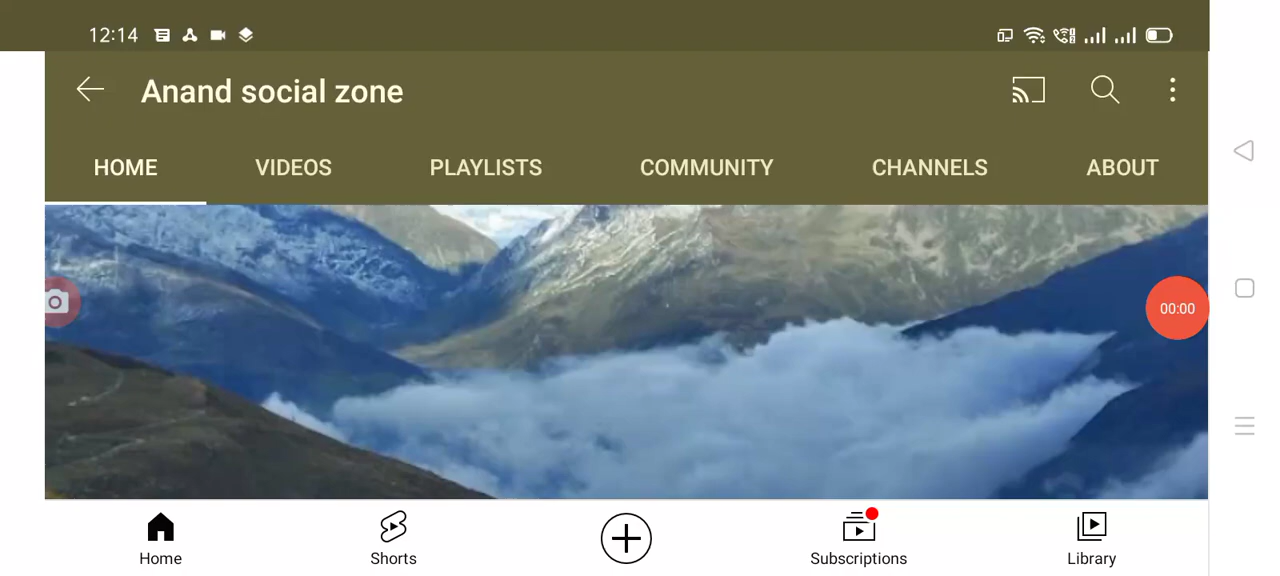 12:14
Anand social zone
HOME VIDEOS PLAYLISTS COMMUNITY CHANNELS ABOUT
00:00
Home Shorts Subscriptions Library